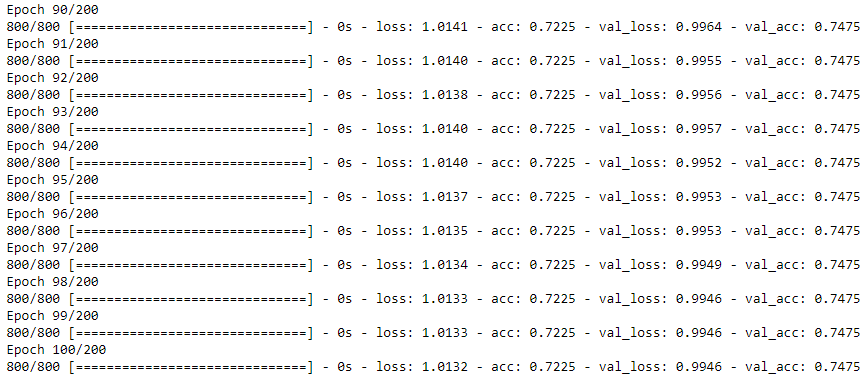 Epoch 90/200
800/800 [==============================] - 0s - loss: 1.0141 - acc: 0.7225 - val_loss: 0.9964 - val_acc: 0.7475
Epoch 91/200
800/800 [==============================] - 0s - loss: 1.0140 - acc: 0.7225 - val_loss: 0.9955 - val_acc: 0.7475
Epoch 92/200
800/800 [==============================] - 0s - loss: 1.0138 - acc: 0.7225 - val_loss: 0.9956 - val_acc: 0.7475
Epoch 93/200
800/800 [==============================] - 0s - loss: 1.0140 - acc: 0.7225 - val_loss: 0.9957 - val_acc: 0.7475
Epoch 94/200
800/800 [==============================] - 0s - loss: 1.0140 - acc: 0.7225 - val_loss: 0.9952 - val_acc: 0.7475
Epoch 95/200
800/800 [==============================] - 0s - loss: 1.0137 - acc: 0.7225 - val_loss: 0.9953 - val_acc: 0.7475
Epoch 96/200
800/800 [==============================] - 0s - loss: 1.0135 - acc: 0.7225 - val_loss: 0.9953 - val_acc: 0.7475
Epoch 97/200
800/800 [==============================] - 0s - loss: 1.0134 - acc: 0.7225 - val_loss: 0.9949 - val_acc: 0.7475
Epoch 98/200
800/800 [==============================] - 0s - loss: 1.0133 - acc: 0.7225 - val_loss: 0.9946 - val_acc: 0.7475
Epoch 99/200
800/800 [==============================] - 0s - loss: 1.0133 - acc: 0.7225 - val_loss: 0.9946 - val_acc: 0.7475
Epoch 100/200
800/800 [==============================] - 0s - loss: 1.0132 - acc: 0.7225 - val_loss: 0.9946 - val_acc: 0.7475